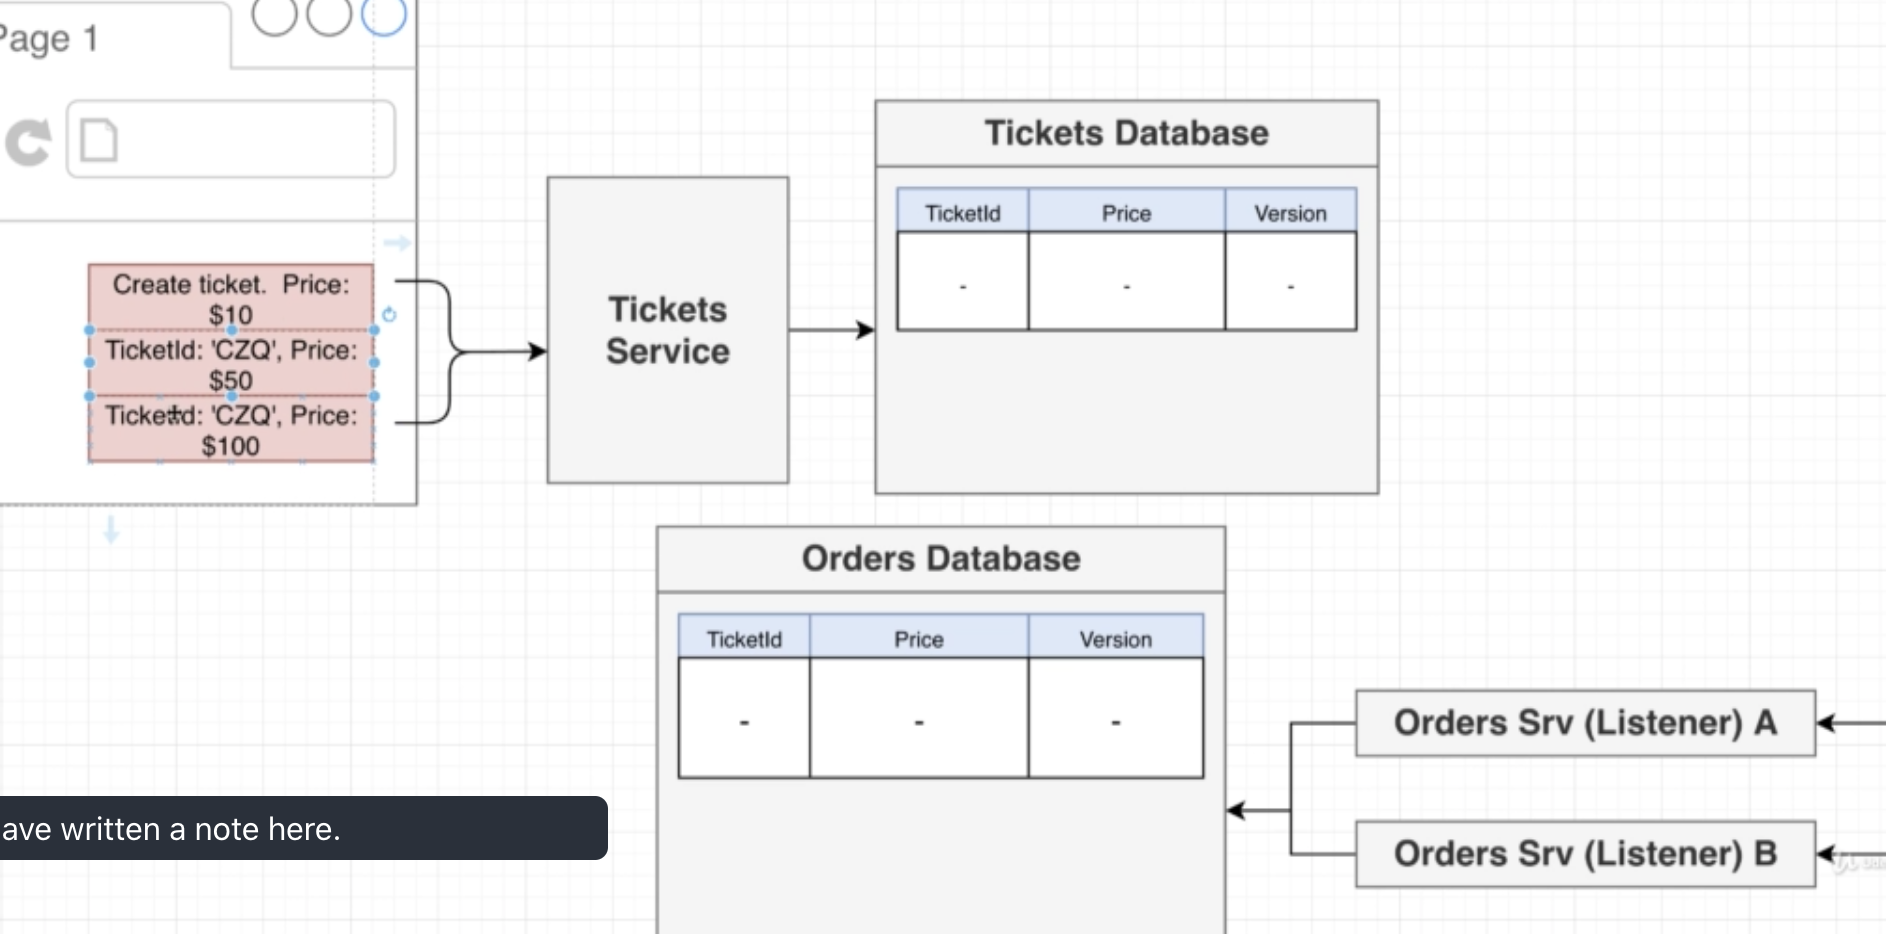 Page 1
Create ticket. Price:
$10
TicketId: 'CZQ', Price:
$50
TicketId: 'CZQ', Price:
$100
Tickets
Service
Tickets Database
TicketId Price Version
- - -
Orders Database
TicketId Price Version
- - -
Orders Srv (Listener) A
Orders Srv (Listener) B
ave written a note here.